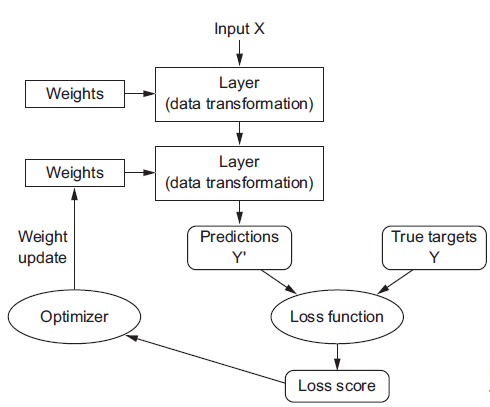 Input X
Layer
(data transformation)
Weights
Layer
(data transformation)
Weights
Weight
update
Predictions
Y'
True targets
Y
Optimizer
Loss function
Loss score